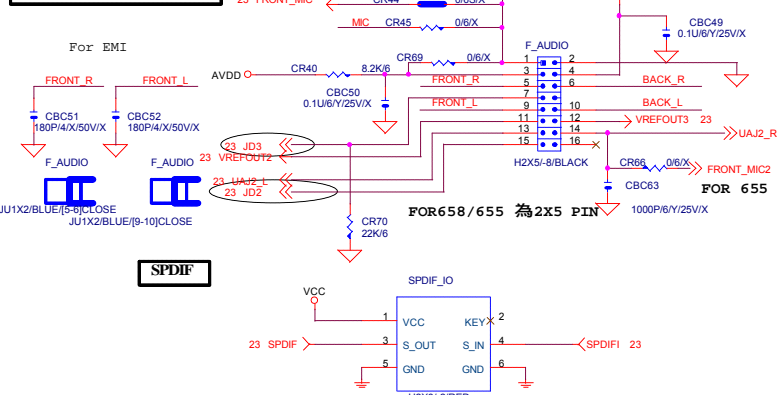 23 FRONT_MIC
CR44
0/6S/X
MIC
CR45
0/6/X
CBC49
0.1U/6/Y/25V/X
For EMI
CR69
0/6/X
F_AUDIO
FRONT_R
FRONT_L
AVDD
CR40
8.2K/6
1
2
3
4
5
6
7
9
10
11
12
13
14
15
16
FRONT_R
BACK_R
CBC50
0.1U/6/Y/25V/X
FRONT_L
BACK_L
CBC51
180P/4/X/50V/X
CBC52
180P/4/X/50V/X
VREFOUT3 23
UAJ2_R
23 JD3
23 VREFOUT2
H2X5/-8/BLACK
F_AUDIO
F_AUDIO
CR66
0/6/X
FRONT_MIC2
23 UAJ2_L
23 JD2
CBC63
FOR 655
JU1X2/BLUE/[5-6]CLOSE
JU1X2/BLUE/[9-10]CLOSE
FOR658/655 為2X5 PIN
1000P/6/Y/25V/X
CR70
22K/6
SPDIF
SPDIF_IO
VCC
1
VCC
KEY
2
23 SPDIF
3
S_OUT
S_IN
4
SPDIFI 23
5
GND
GND
6